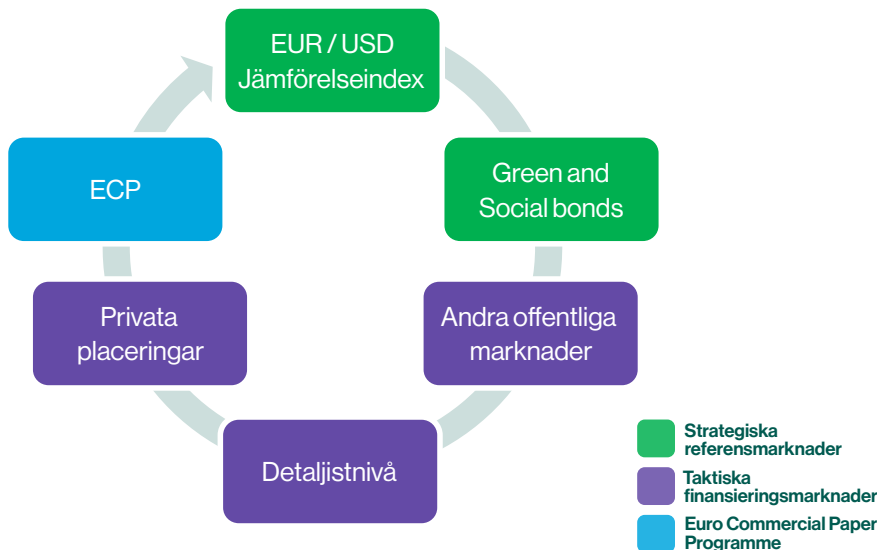 EUR / USD
Jämförelseindex
Green and
Social bonds
Andra offentliga
marknader
Detaljistnivå
Privata
placeringar
ECP
Strategiska
referensmarknader
Taktiska
finansieringsmarknader
Euro Commercial Paper
Programme